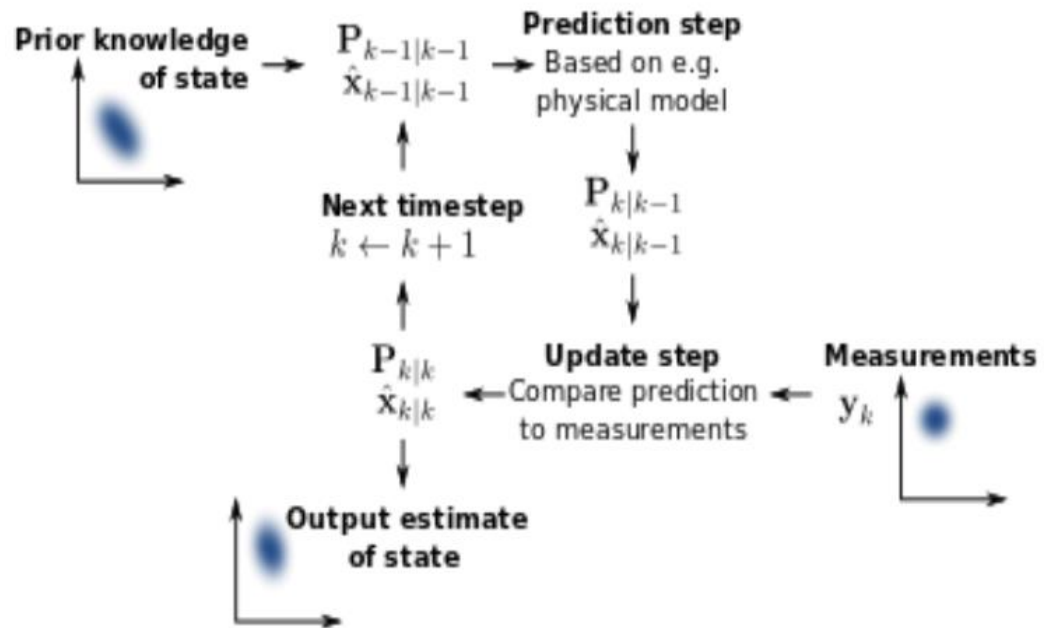 Prior knowledge
of state
P_{k−1|k−1}
x̂_{k−1|k−1}
Prediction step
Based on e.g.
physical model
P_{k|k−1}
x̂_{k|k−1}
Next timestep
k ← k + 1
P_{k|k}
x̂_{k|k}
Update step
Compare prediction
to measurements
Measurements
y_k
Output estimate
of state